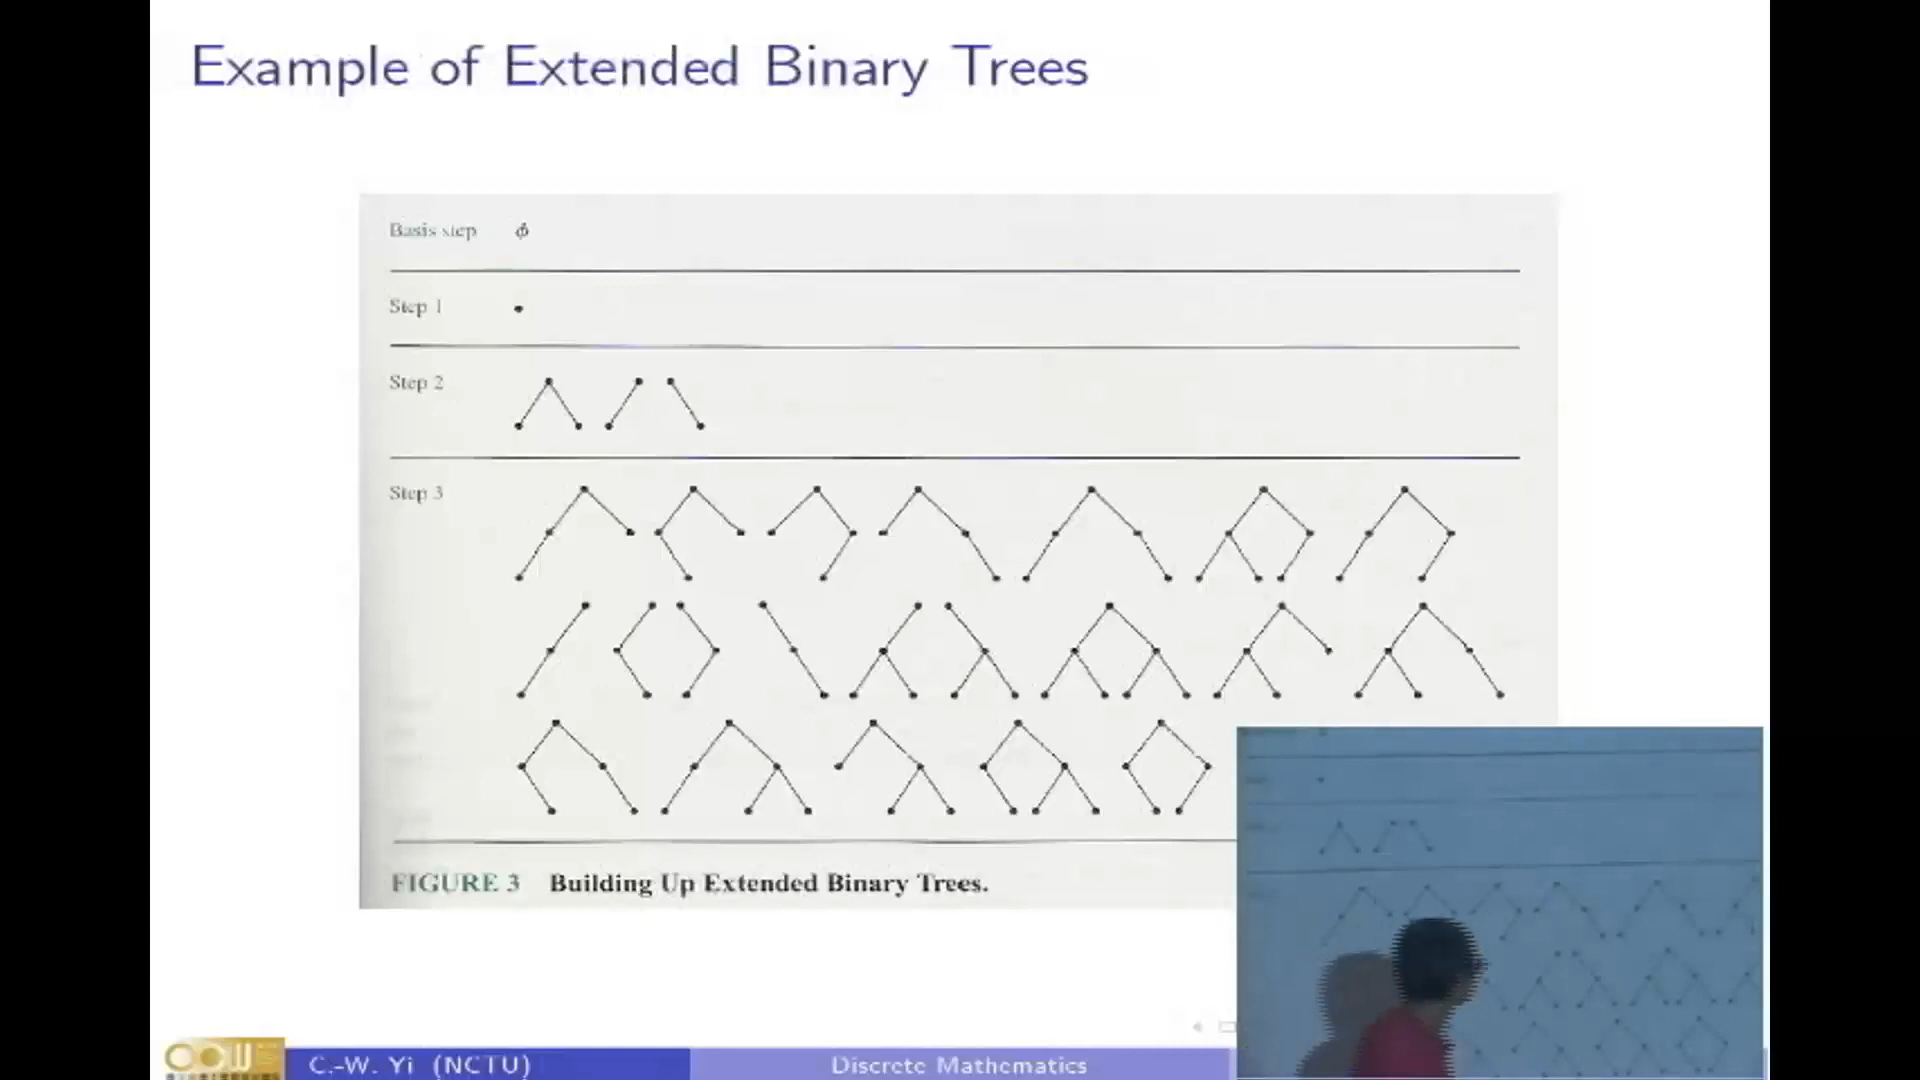 Example of Extended Binary Trees
Basis step ϕ
Step 1
Step 2
Step 3
FIGURE 3 Building Up Extended Binary Trees.
C.-W. Yi (NCTU)
Discrete Mathematics